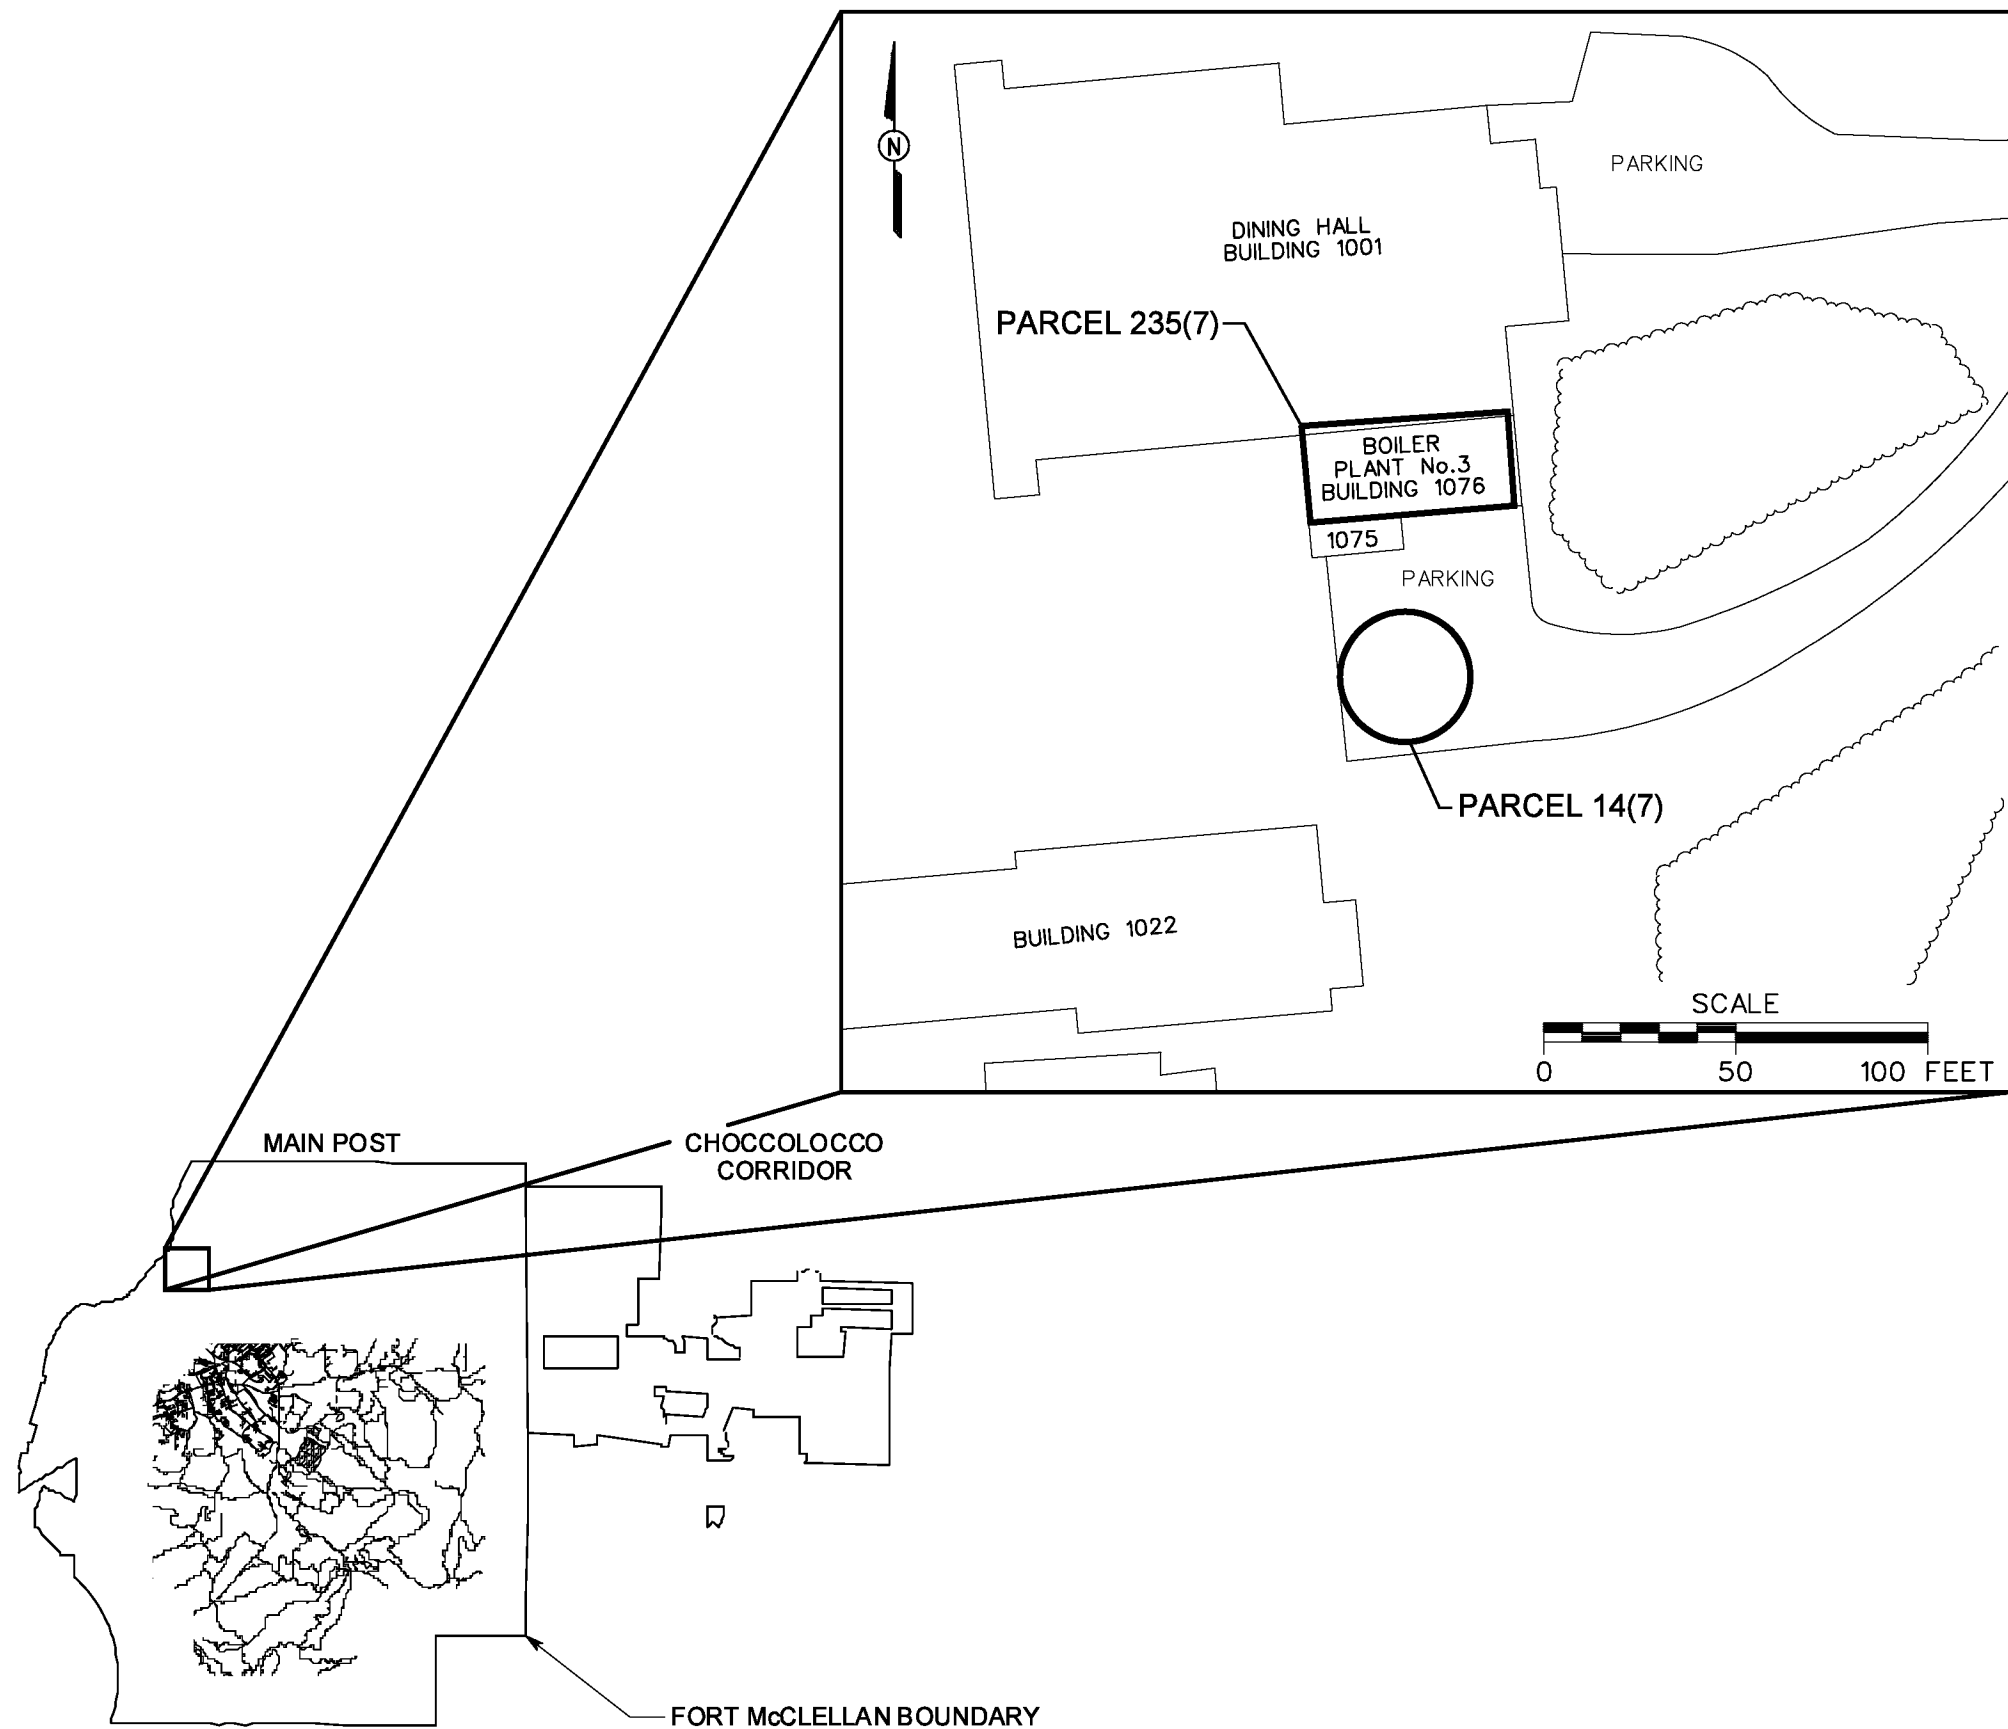 N
PARKING
DINING HALL
BUILDING 1001
PARCEL 235(7)
BOILER
PLANT No.3
BUILDING 1076
1075
PARKING
PARCEL 14(7)
BUILDING 1022
SCALE
0 50 100 FEET
MAIN POST
CHOCCOLOCCO
CORRIDOR
FORT McCLELLAN BOUNDARY